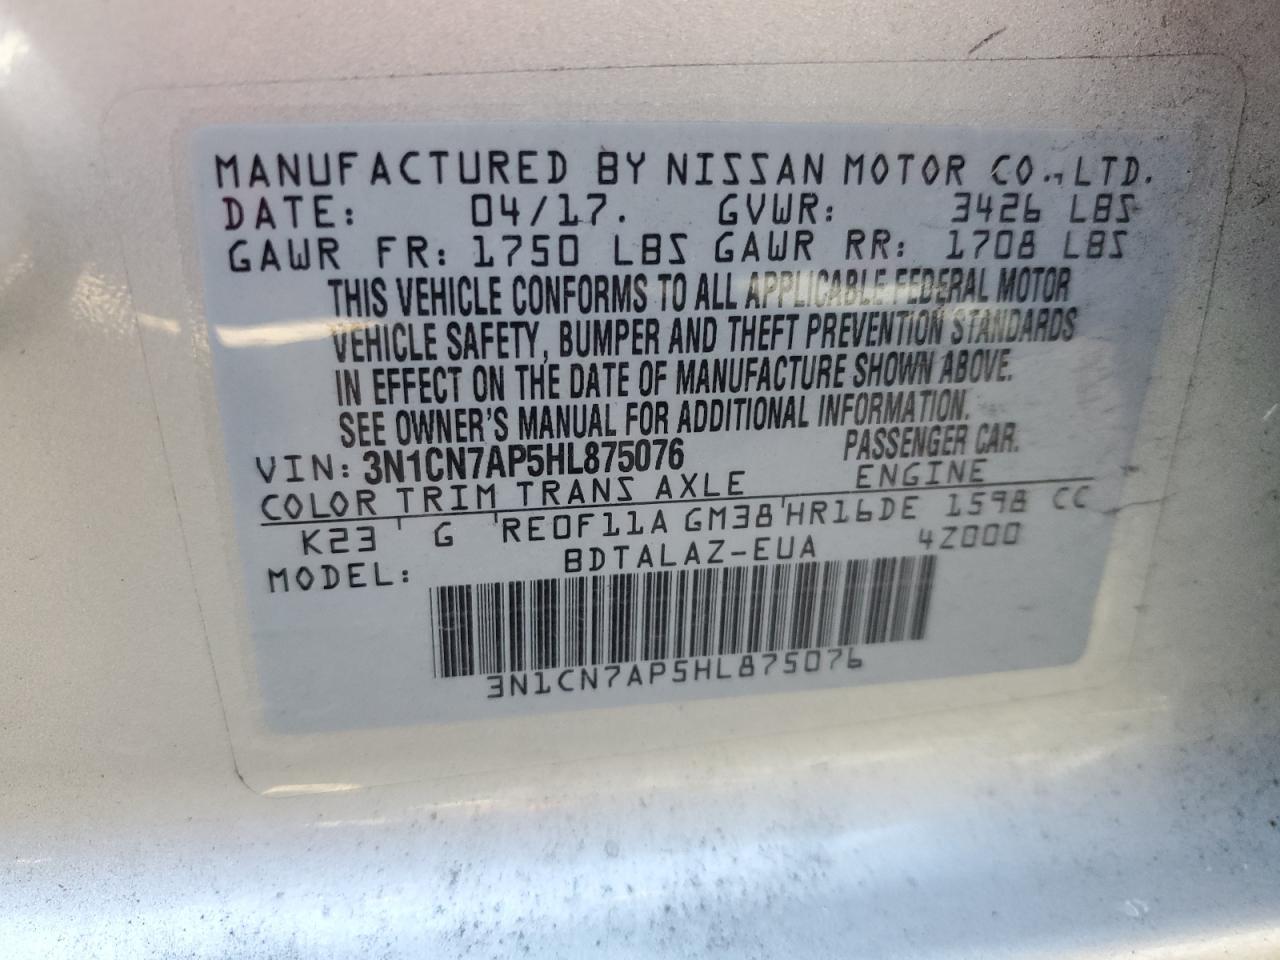 MANUFACTURED BY NISSAN MOTOR CO., LTD.
DATE: 04/17. GVWR: 3426 LBS
GAWR FR: 1750 LBS GAWR RR: 1708 LBS
THIS VEHICLE CONFORMS TO ALL APPLICABLE FEDERAL MOTOR
VEHICLE SAFETY, BUMPER AND THEFT PREVENTION STANDARDS
IN EFFECT ON THE DATE OF MANUFACTURE SHOWN ABOVE.
SEE OWNER'S MANUAL FOR ADDITIONAL INFORMATION.
VIN: 3N1CN7AP5HL875076 PASSENGER CAR.
COLOR TRIM TRANS AXLE ENGINE
K23 G RE0F11A GM38 HR16DE 1598 CC
MODEL: BDTALAZ-EUA 4Z000
3N1CN7AP5HL875076